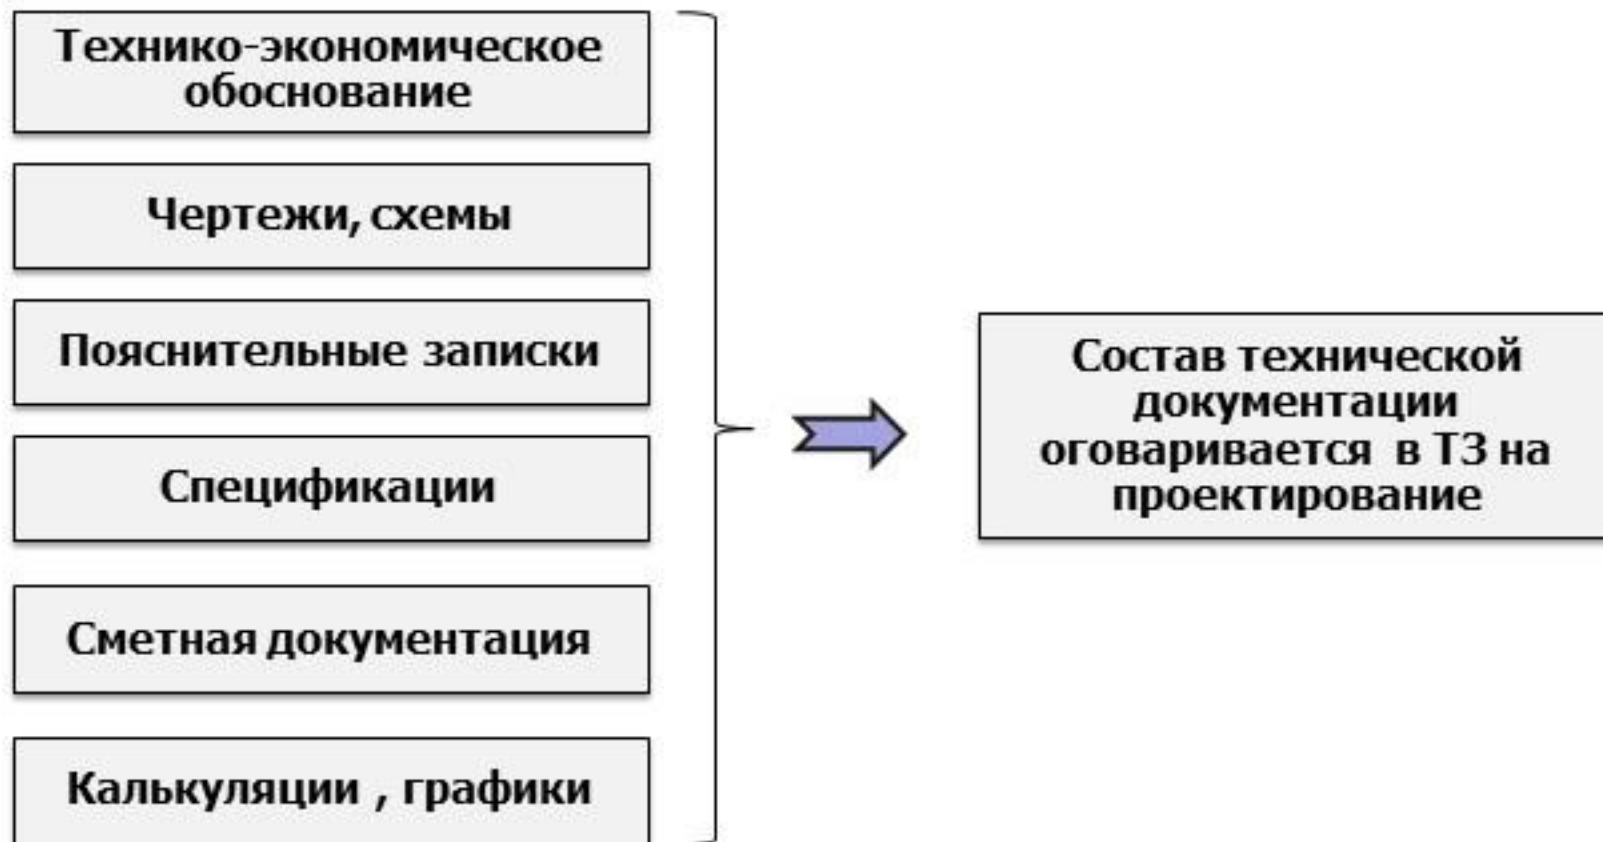 Технико-экономическое
обоснование
Чертежи, схемы
Пояснительные записки
Спецификации
Сметная документация
Калькуляции , графики
Состав технической
документации
оговаривается в ТЗ на
проектирование